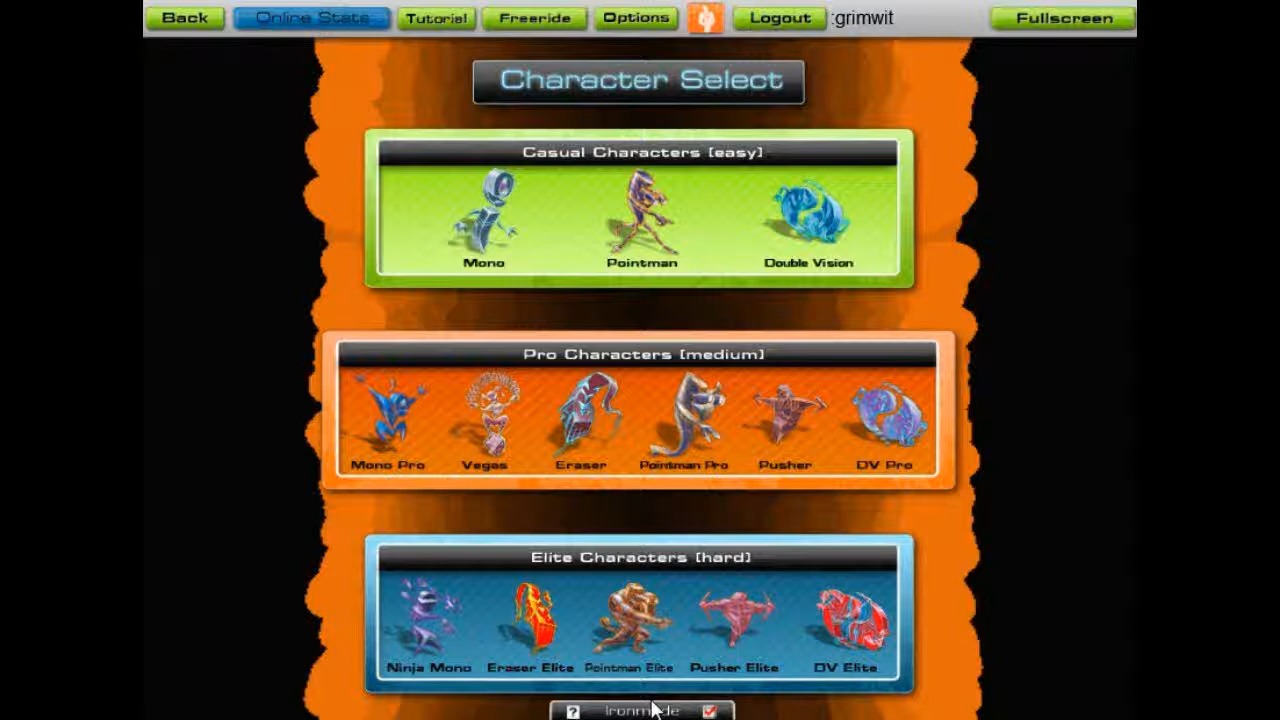 Back Online Stats Tutorial Freeride Options Logout :grimwit Fullscreen
Character Select
Casual Characters [easy]
Mono Pointman Double Vision
Pro Characters [medium]
Mono Pro Vegas Eraser Pointman Pro Pusher DV Pro
Elite Characters [hard]
Ninja Mono Eraser Elite Pointman Elite Pusher Elite DV Elite
? Ironmode